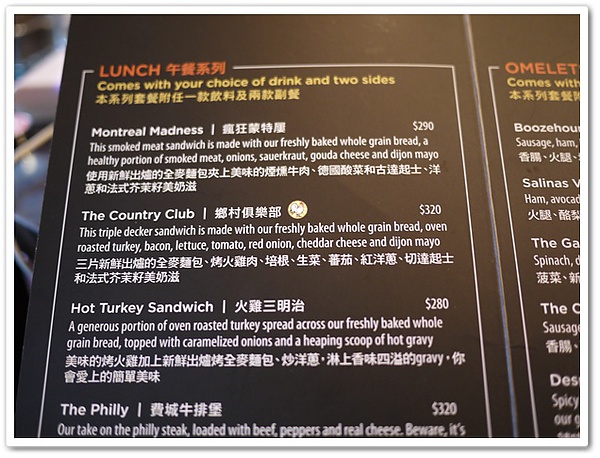 LUNCH 午餐系列
Comes with your choice of drink and two sides
本系列套餐附任一款飲料及兩款副餐
Montreal Madness | 瘋狂蒙特屢 $290
This smoked meat sandwich is made with our freshly baked whole grain bread, a
healthy portion of smoked meat, onions, sauerkraut, gouda cheese and dijon mayo
使用新鮮出爐的全麥麵包夾上美味的煙燻牛肉、德國酸菜和古達起士、洋
蔥和法式芥茉籽美奶滋
The Country Club | 鄉村俱樂部 $320
This triple decker sandwich is made with our freshly baked whole grain bread, oven
roasted turkey, bacon, lettuce, tomato, red onion, cheddar cheese and dijon mayo
三片新鮮出爐的全麥麵包、烤火雞肉、培根、生菜、蕃茄、紅洋蔥、切達起士
和法式芥茉籽美奶滋
Hot Turkey Sandwich | 火雞三明治 $280
A generous portion of oven roasted turkey spread across our freshly baked whole
grain bread, topped with caramelized onions and a heaping scoop of hot gravy
美味的烤火雞加上新鮮出爐烤全麥麵包、炒洋蔥，淋上香味四溢的gravy，你
會愛上的簡單美味
The Philly | 費城牛排堡 $320
Our take on the philly steak, loaded with beef, peppers and real cheese. Beware, it's
OMELET
Comes with
本系列套餐
Boozehou
Sausage, ham,
香腸、火腿、
Salinas V
Ham, avocad
火腿、酪梨
The Ga
Spinach, d
菠菜、新
The C
Sausage
香腸、
Des
Spicy
our g